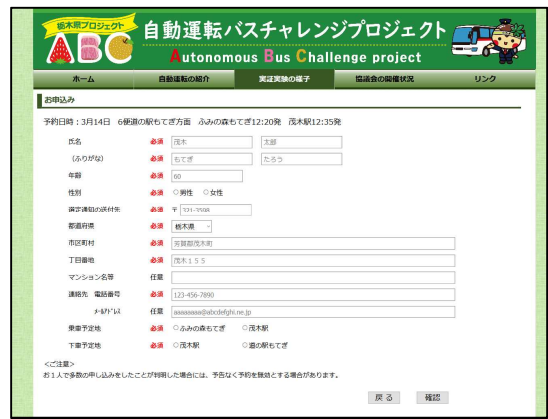 栃木県プロジェクト
ABC
自動運転バスチャレンジプロジェクト
Autonomous Bus Challenge project
ホーム 自動運転の紹介 実証実験の様子 協議会の開催状況 リンク
お申込み
予約日時：3月14日 6便道の駅もてぎ方面 ふみの森もてぎ12:20発 茂木駅12:35発
氏名 必須 茂木 太郎
(ふりがな) 必須 もてぎ たろう
年齢 必須 60
性別 必須 ○男性 ○女性
選定通知の送付先 必須 〒 321-3598
都道府県 必須 栃木県
市区町村 必須 芳賀郡茂木町
丁目番地 必須 茂木１５５
マンション名等 任意
連絡先 電話番号 必須 123-456-7890
ﾒｰﾙｱﾄﾞﾚｽ 任意 aaaaaaaa@abcdefghi.ne.jp
乗車予定地 必須 ○ふみの森もてぎ ○茂木駅
下車予定地 必須 ○茂木駅 ○道の駅もてぎ
<ご注意>
お１人で多数の申し込みをしたことが判明した場合には、予告なく予約を無効とする場合があります。
戻る 確認